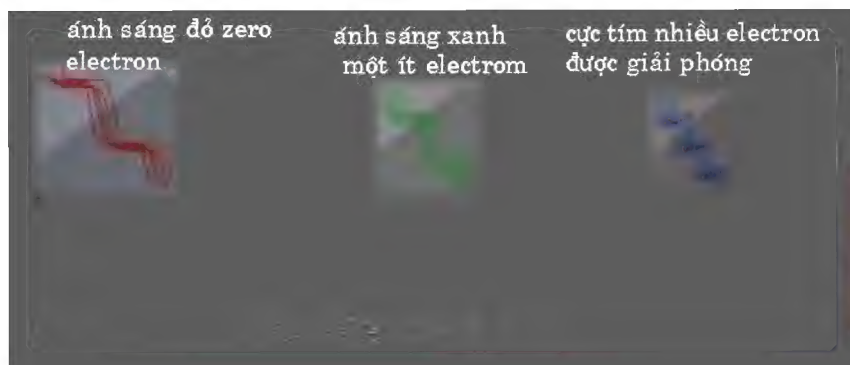 ánh sáng đỏ zero
electron
ánh sáng xanh
một ít electrom
cực tím nhiều electron
được giải phóng